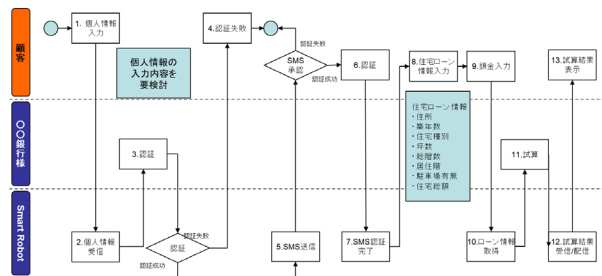 顧客
1. 個人情報
入力
個人情報の
入力内容を
要検討
4.認証失敗
認証失敗
SMS
承認
認証成功
6.認証
8.住宅ローン
情報入力
9.頭金入力
13.試算結果
表示
〇〇銀行様
3.認証
住宅ローン情報
・住所
・築年数
・住宅種別
・坪数
・総階数
・居住階
・駐車場有無
・住宅総額
11.試算
Smart Robot
2.個人情報
受信
認証失敗
認証
認証成功
5.SMS送信
7.SMS認証
完了
10.ローン情報
取得
12.試算結果
受信/配信